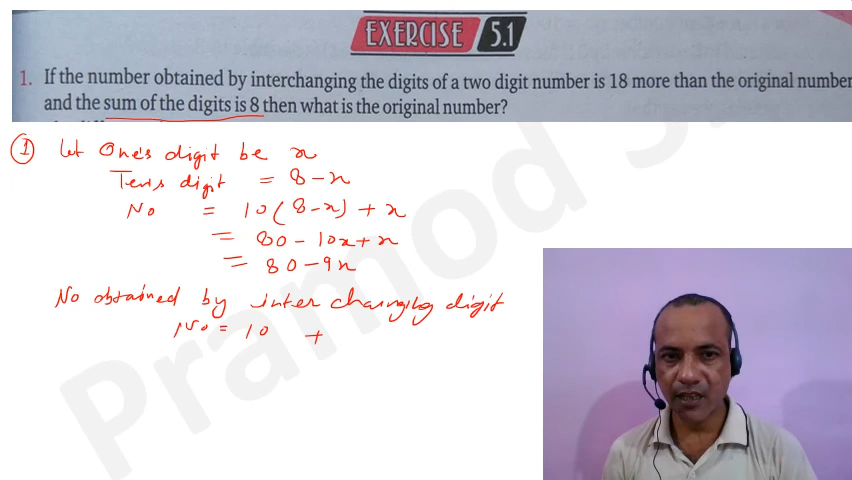 EXERCISE 5.1
1. If the number obtained by interchanging the digits of a two digit number is 18 more than the original number
and the sum of the digits is 8 then what is the original number?
① Let One's digit be x
Ten's digit = 8 - x
No = 10(8-x) + x
= 80 - 10x + x
= 80 - 9x
No obtained by inter changing digit
No = 10 +
Pramod S